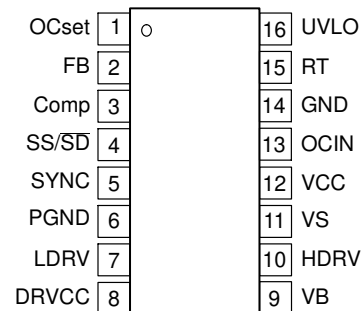 OCset 1 16 UVLO
FB 2 15 RT
Comp 3 14 GND
SS/S̅D̅ 4 13 OCIN
SYNC 5 12 VCC
PGND 6 11 VS
LDRV 7 10 HDRV
DRVCC 8 9 VB